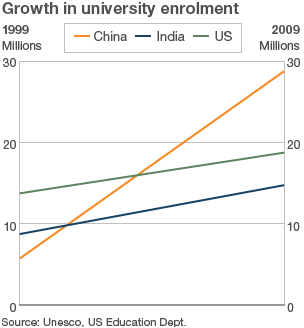 Growth in university enrolment
1999 2009
Millions Millions
China India US
30 30
20 20
10 10
0 0
Source: Unesco, US Education Dept.